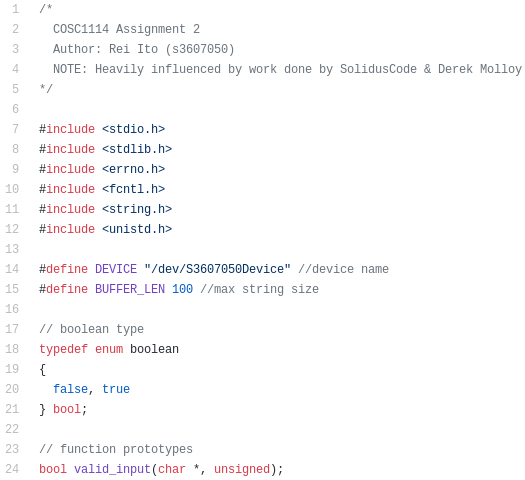 1 /*
2   COSC1114 Assignment 2
3   Author: Rei Ito (s3607050)
4   NOTE: Heavily influenced by work done by SolidusCode & Derek Molloy
5 */
6
7 #include <stdio.h>
8 #include <stdlib.h>
9 #include <errno.h>
10 #include <fcntl.h>
11 #include <string.h>
12 #include <unistd.h>
13
14 #define DEVICE "/dev/S3607050Device" //device name
15 #define BUFFER_LEN 100 //max string size
16
17 // boolean type
18 typedef enum boolean
19 {
20   false, true
21 } bool;
22
23 // function prototypes
24 bool valid_input(char *, unsigned);